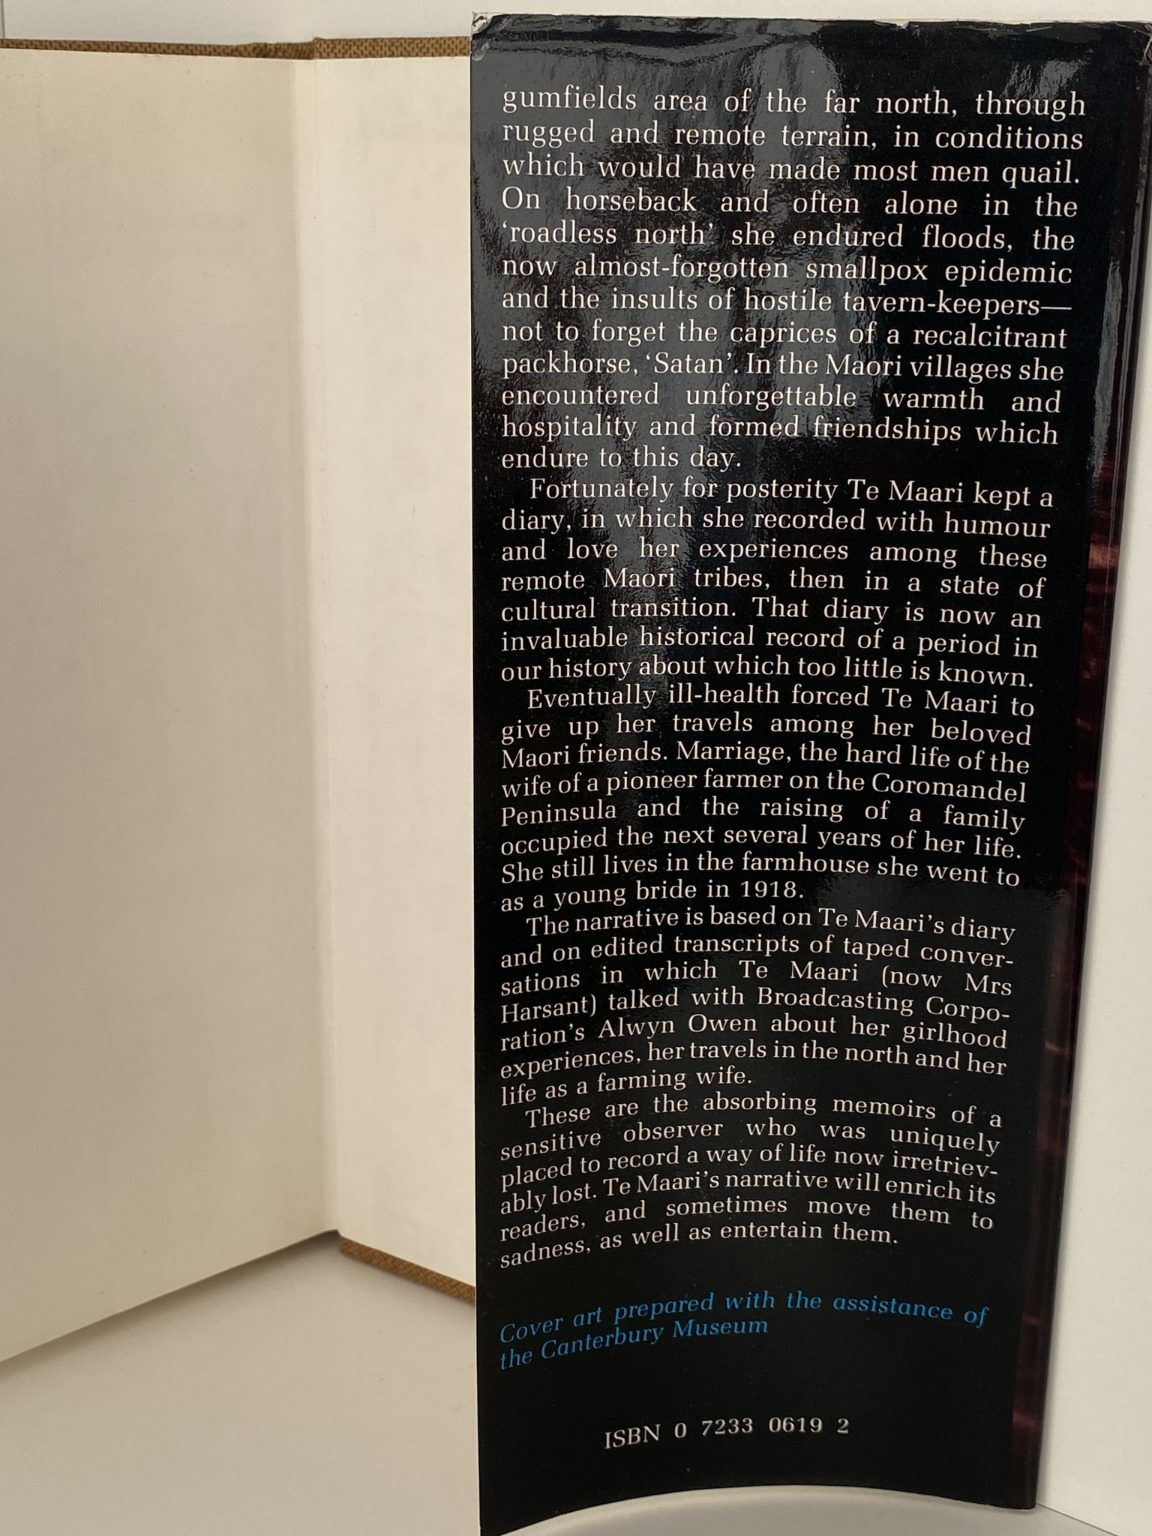 gumfields area of the far north, through
rugged and remote terrain, in conditions
which would have made most men quail.
On horseback and often alone in the
‘roadless north’ she endured floods, the
now almost-forgotten smallpox epidemic
and the insults of hostile tavern-keepers—
not to forget the caprices of a recalcitrant
packhorse, ‘Satan’. In the Maori villages she
encountered unforgettable warmth and
hospitality and formed friendships which
endure to this day.
Fortunately for posterity Te Maari kept a
diary, in which she recorded with humour
and love her experiences among these
remote Maori tribes, then in a state of
cultural transition. That diary is now an
invaluable historical record of a period in
our history about which too little is known.
Eventually ill-health forced Te Maari to
give up her travels among her beloved
Maori friends. Marriage, the hard life of the
wife of a pioneer farmer on the Coromandel
Peninsula and the raising of a family
occupied the next several years of her life.
She still lives in the farmhouse she went to
as a young bride in 1918.
The narrative is based on Te Maari’s diary
and on edited transcripts of taped conver-
sations in which Te Maari (now Mrs
Harsant) talked with Broadcasting Corpo-
ration’s Alwyn Owen about her girlhood
experiences, her travels in the north and her
life as a farming wife.
These are the absorbing memoirs of a
sensitive observer who was uniquely
placed to record a way of life now irretriev-
ably lost. Te Maari’s narrative will enrich its
readers, and sometimes move them to
sadness, as well as entertain them.
Cover art prepared with the assistance of
the Canterbury Museum
ISBN 0 7233 0619 2